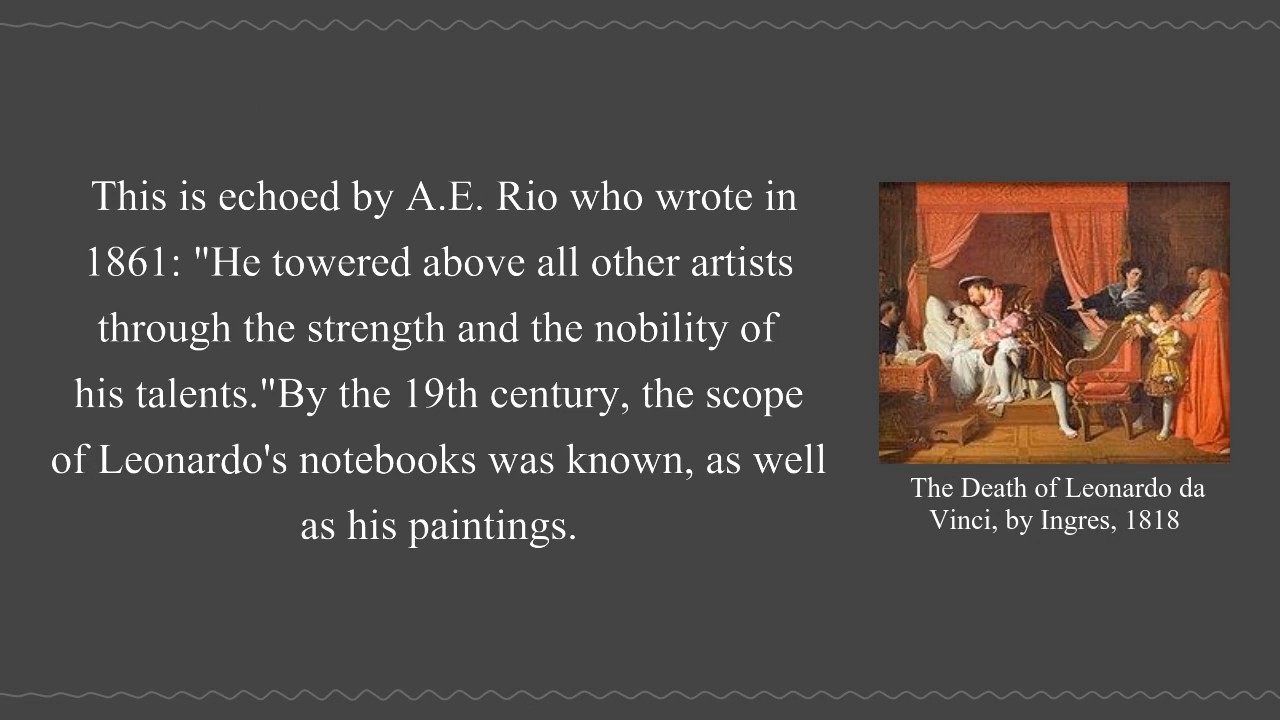 This is echoed by A.E. Rio who wrote in
1861: "He towered above all other artists
through the strength and the nobility of
his talents."By the 19th century, the scope
of Leonardo's notebooks was known, as well
as his paintings.
The Death of Leonardo da
Vinci, by Ingres, 1818